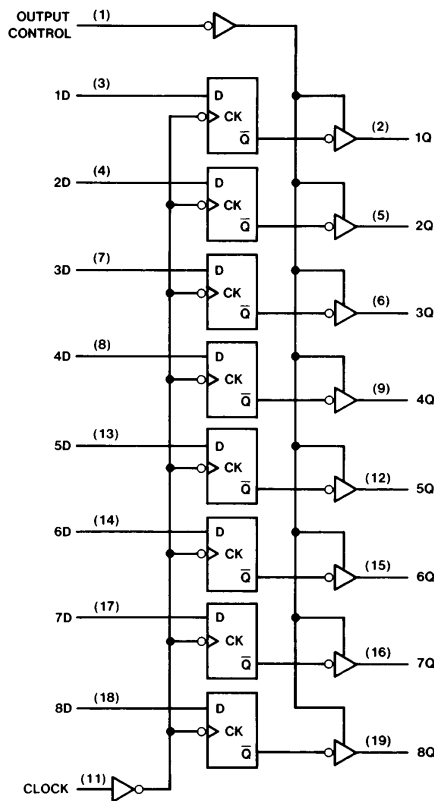 OUTPUT (1)
CONTROL
1D (3) D
CK
Q̅ (2) 1Q
2D (4) D
CK
Q̅ (5) 2Q
3D (7) D
CK
Q̅ (6) 3Q
4D (8) D
CK
Q̅ (9) 4Q
5D (13) D
CK
Q̅ (12) 5Q
6D (14) D
CK
Q̅ (15) 6Q
7D (17) D
CK
Q̅ (16) 7Q
8D (18) D
CK
Q̅ (19) 8Q
CLOCK (11)